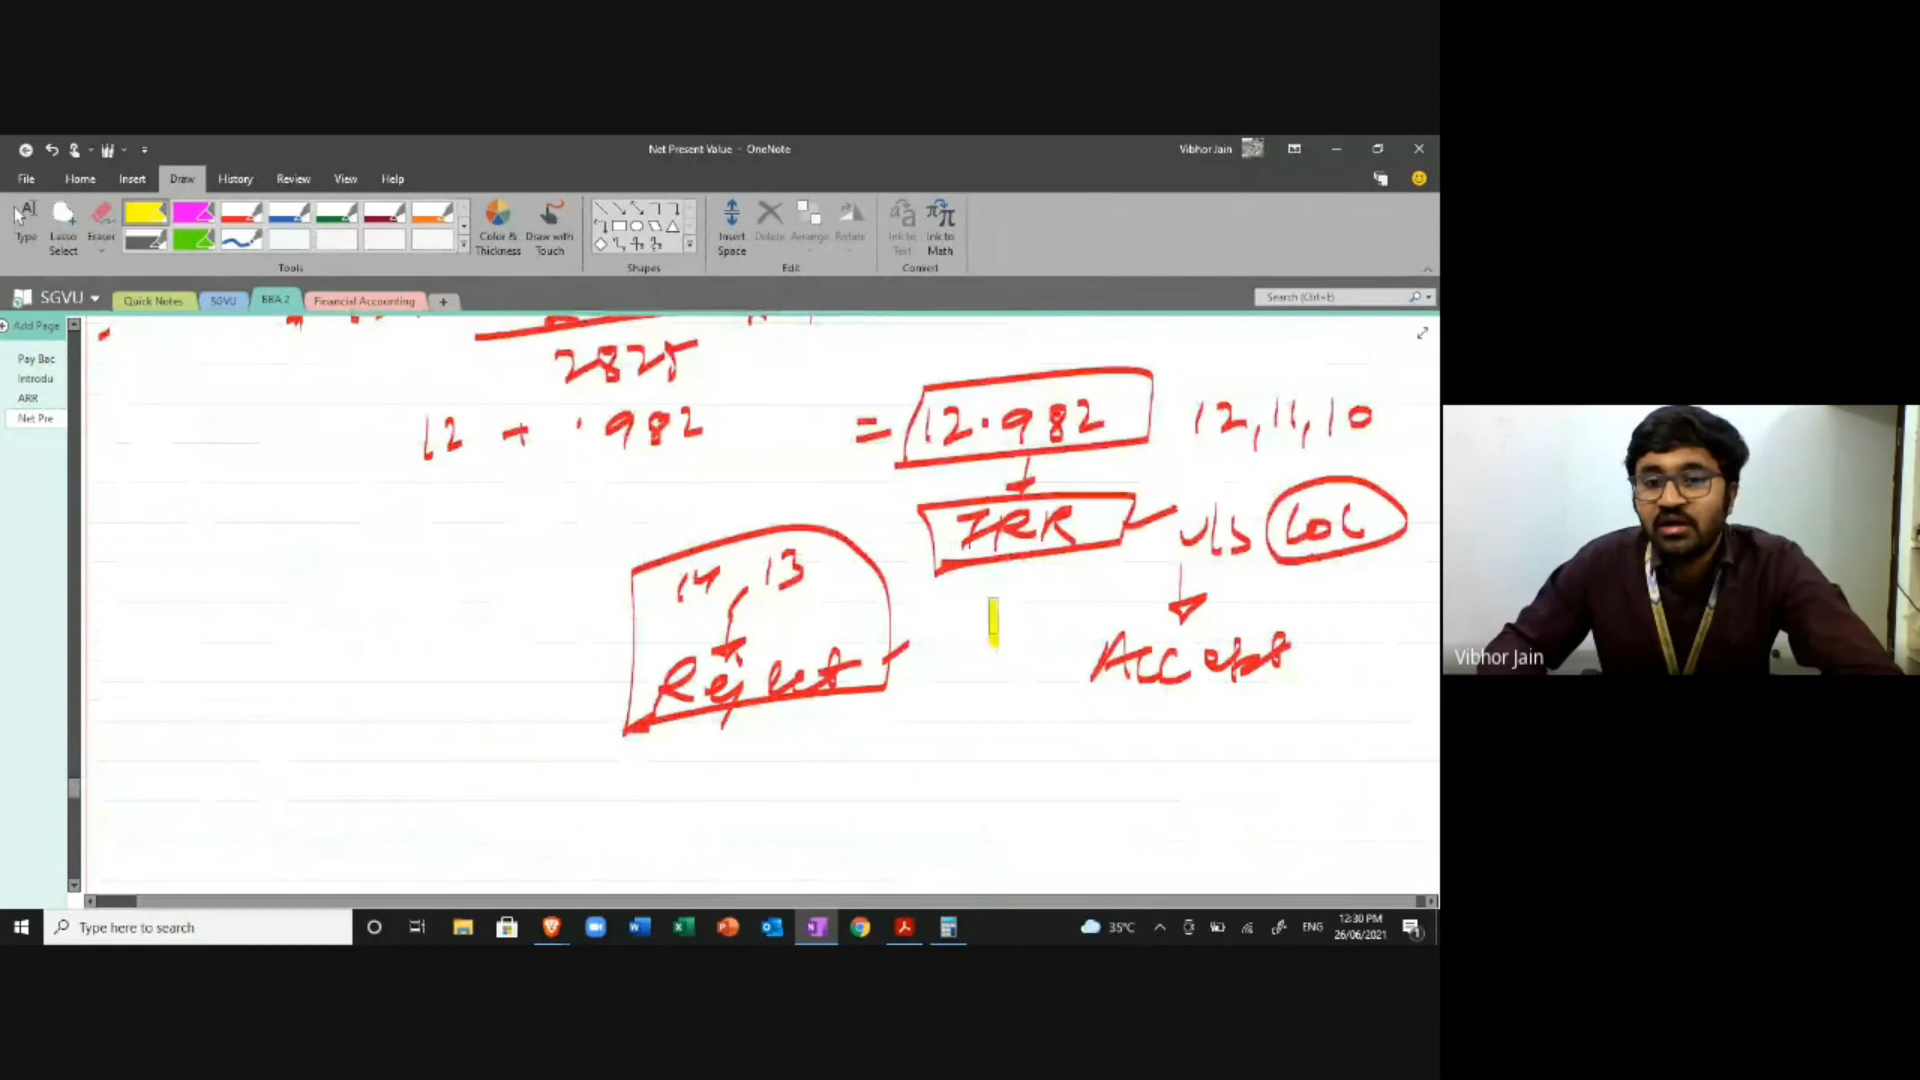 Net Present Value - OneNote
Vibhor Jain
File Home Insert Draw History Review View Help
Type
Lasso Select
Eraser
Color & Thickness
Draw with Touch
Insert Space
Delete
Arrange
Rotate
Ink to Text
Ink to Math
Tools
Shapes
Edit
Convert
SGVU
Quick Notes
SGVU
BBA 2
Financial Accounting
+
Search (Ctrl+E)
Add Page
Pay Bac
Introdu
ARR
Net Pre
2825
12 + .982 = 12.982 12, 11, 10
IRR v/s COC
14, 13
Reject
Accept
Vibhor Jain
Type here to search
35°C
ENG
12:30 PM
26/06/2021